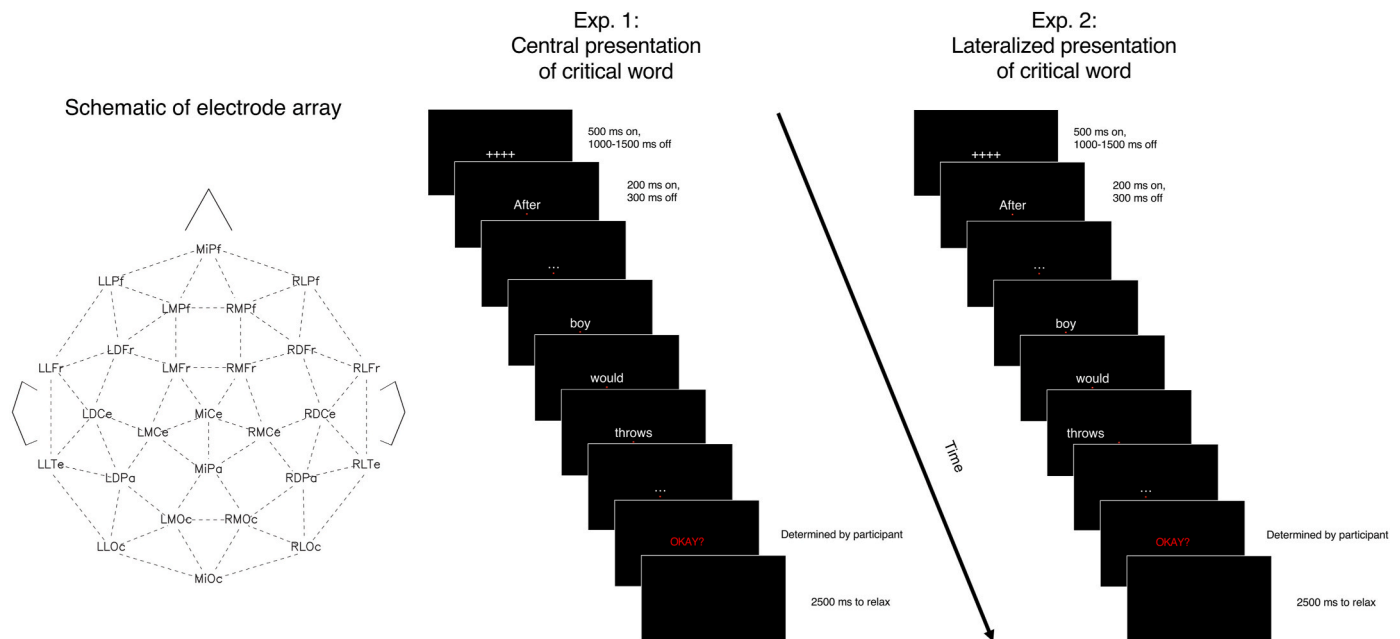 Schematic of electrode array
MiPf
LLPf
RLPf
LMPf
RMPf
LDFr
RDFr
LLFr
LMFr
RMFr
RLFr
LDCe
MiCe
RDCe
LMCe
RMCe
LLTe
MiPa
RLTe
LDPa
RDPa
LMOc
RMOc
LLOc
RLOc
MiOc
Exp. 1:
Central presentation
of critical word
++++
500 ms on,
1000-1500 ms off
After
200 ms on,
300 ms off
...
boy
would
throws
...
OKAY?
Determined by participant
2500 ms to relax
Time
Exp. 2:
Lateralized presentation
of critical word
++++
500 ms on,
1000-1500 ms off
After
200 ms on,
300 ms off
...
boy
would
throws
...
OKAY?
Determined by participant
2500 ms to relax